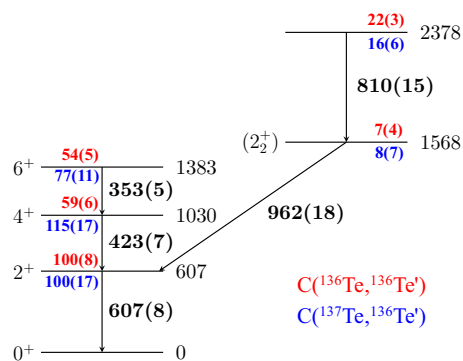 22(3)
16(6) 2378
810(15)
7(4)
(2₂⁺) 8(7) 1568
54(5)
6⁺ 77(11) 1383
353(5)
59(6)
4⁺ 115(17) 1030
962(18)
423(7)
100(8)
2⁺ 100(17) 607
C(¹³⁶Te,¹³⁶Te')
607(8)
C(¹³⁷Te,¹³⁶Te')
0⁺ 0